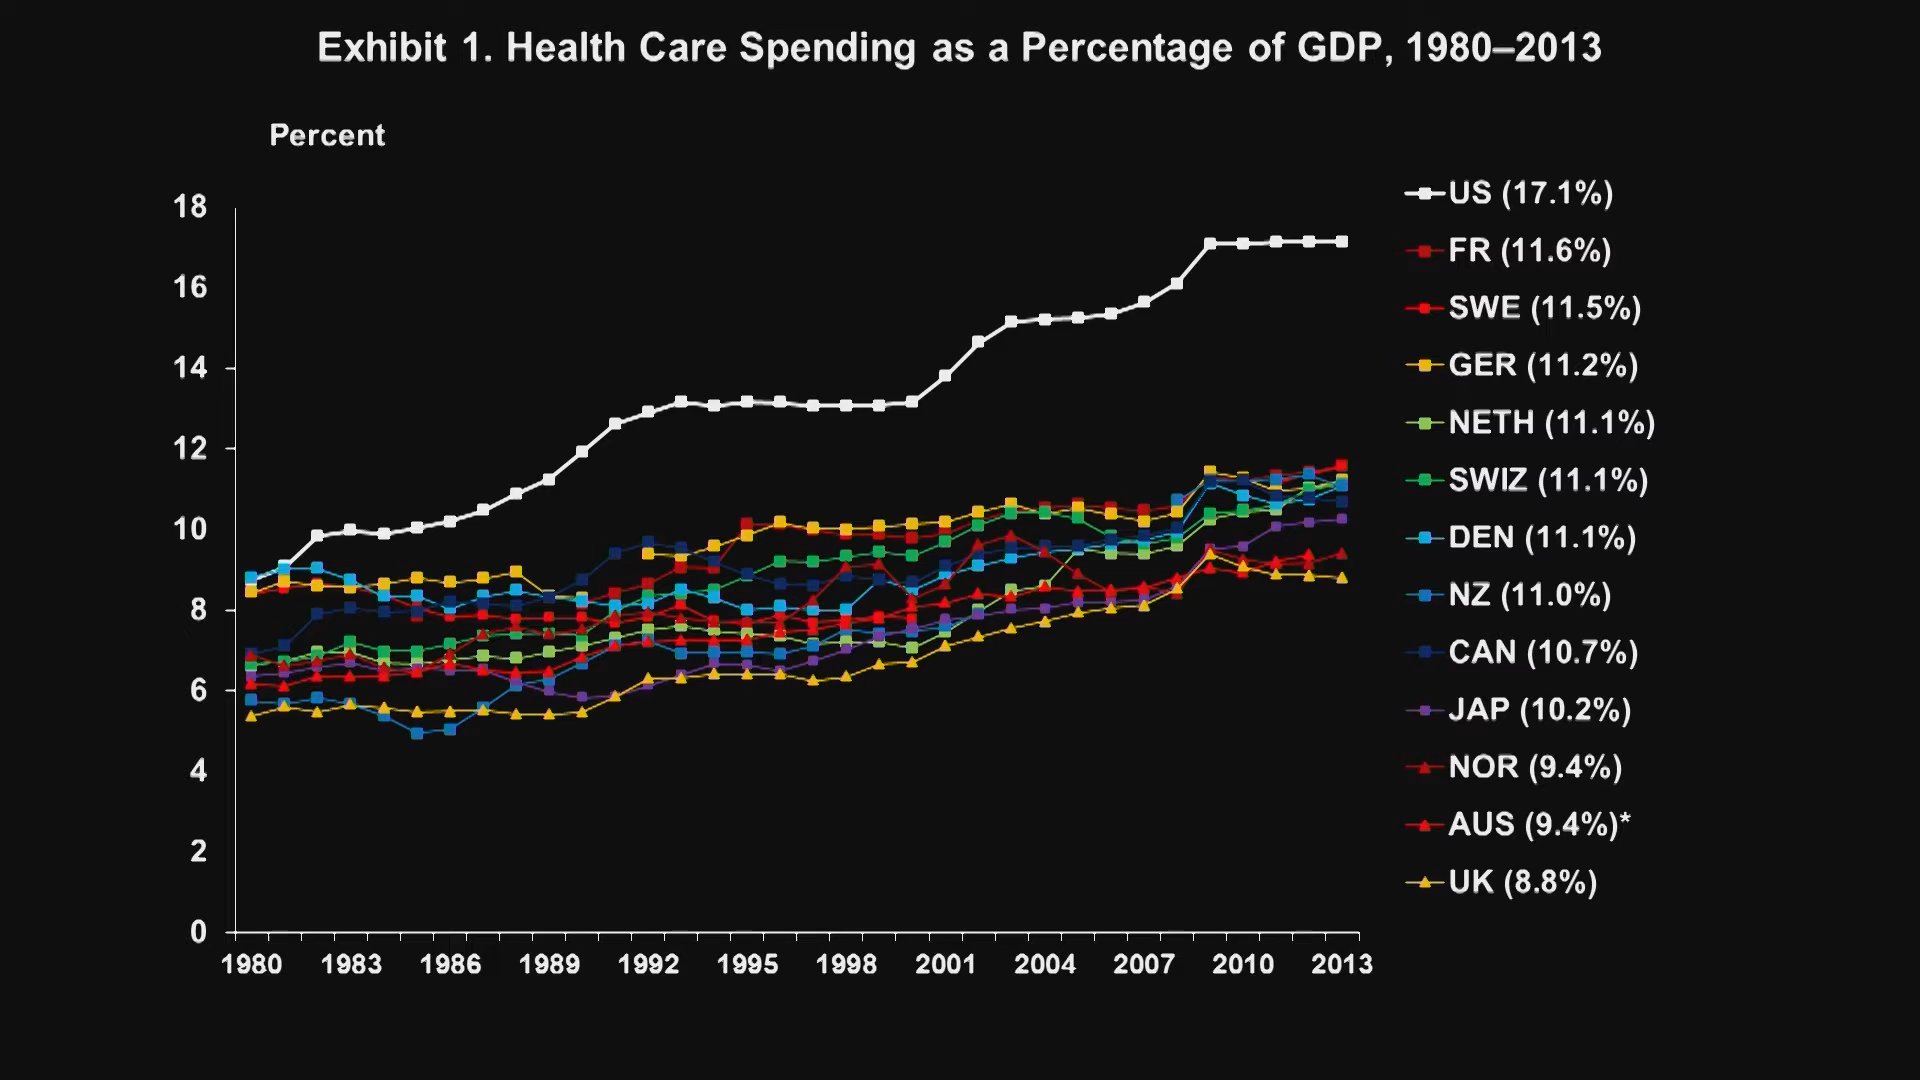 Exhibit 1. Health Care Spending as a Percentage of GDP, 1980–2013
Percent
18
16
14
12
10
8
6
4
2
0
1980 1983 1986 1989 1992 1995 1998 2001 2004 2007 2010 2013
US (17.1%)
FR (11.6%)
SWE (11.5%)
GER (11.2%)
NETH (11.1%)
SWIZ (11.1%)
DEN (11.1%)
NZ (11.0%)
CAN (10.7%)
JAP (10.2%)
NOR (9.4%)
AUS (9.4%)*
UK (8.8%)